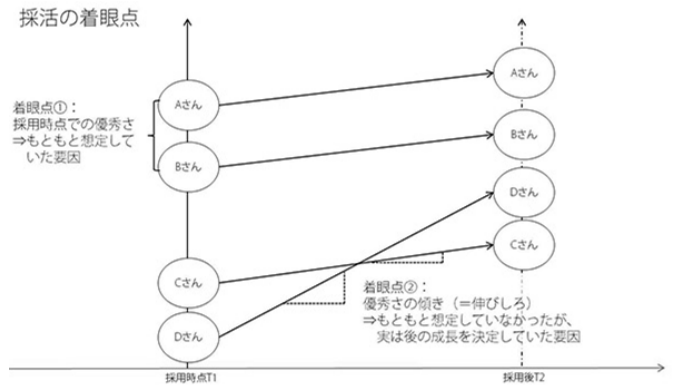 採活の着眼点
Aさん
Aさん
着眼点①：
採用時点での優秀さ
⇒もともと想定して
いた要因
Bさん
Bさん
Dさん
Cさん
Cさん
着眼点②：
優秀さの傾き（＝伸びしろ）
⇒もともと想定していなかったが、
実は後の成長を決定していた要因
Dさん
採用時点T1
採用後T2